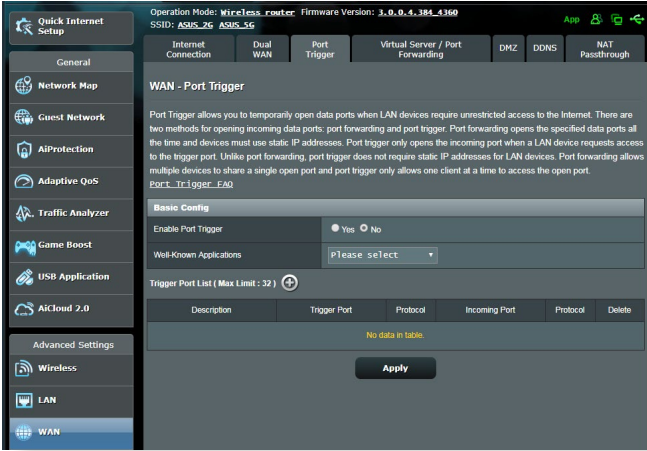 Quick Internet
Setup
Operation Mode: Wireless router Firmware Version: 3.0.0.4.384_4360
SSID: ASUS_2G ASUS_5G
App
Internet
Connection
Dual
WAN
Port
Trigger
Virtual Server / Port
Forwarding
DMZ
DDNS
NAT
Passthrough
General
Network Map
Guest Network
AiProtection
Adaptive QoS
Traffic Analyzer
Game Boost
USB Application
AiCloud 2.0
Advanced Settings
Wireless
LAN
WAN
WAN - Port Trigger
Port Trigger allows you to temporarily open data ports when LAN devices require unrestricted access to the Internet. There are
two methods for opening incoming data ports: port forwarding and port trigger. Port forwarding opens the specified data ports all
the time and devices must use static IP addresses. Port trigger only opens the incoming port when a LAN device requests access
to the trigger port. Unlike port forwarding, port trigger does not require static IP addresses for LAN devices. Port forwarding allows
multiple devices to share a single open port and port trigger only allows one client at a time to access the open port.
Port Trigger FAQ
Basic Config
Enable Port Trigger
Yes No
Well-Known Applications
Please select
Trigger Port List ( Max Limit : 32 )
Description Trigger Port Protocol Incoming Port Protocol Delete
No data in table.
Apply